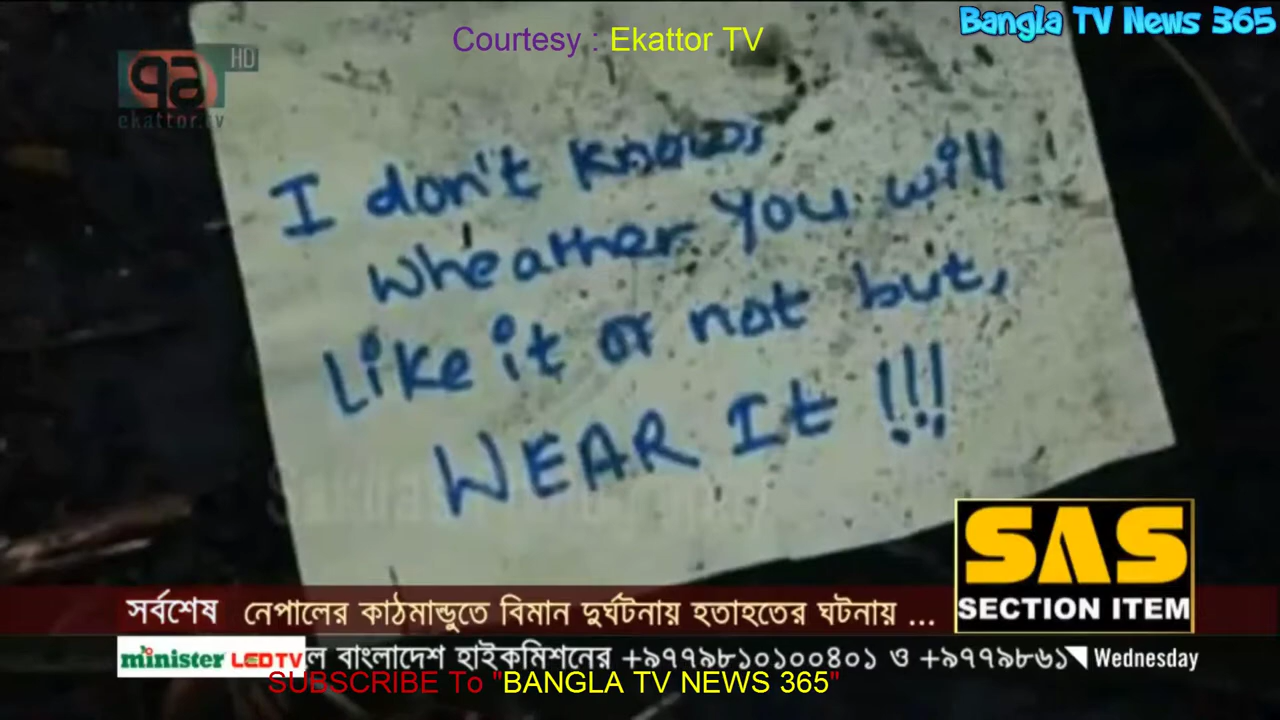 Bangla TV News 365
Courtesy : Ekattor TV
HD
ekattor.tv
I don't know
wheather you will
like it or not but,
WEAR It !!!
SAS
SECTION ITEM
সর্বশেষ নেপালের কাঠমান্ডুতে বিমান দুর্ঘটনায় হতাহতের ঘটনায় ...
minister LED TV ল বাংলাদেশ হাইকমিশনের +৯৭৭৯৮১০১০০৪০১ ও +৯৭৭৯৮৬১ Wednesday
SUBSCRIBE To "BANGLA TV NEWS 365"